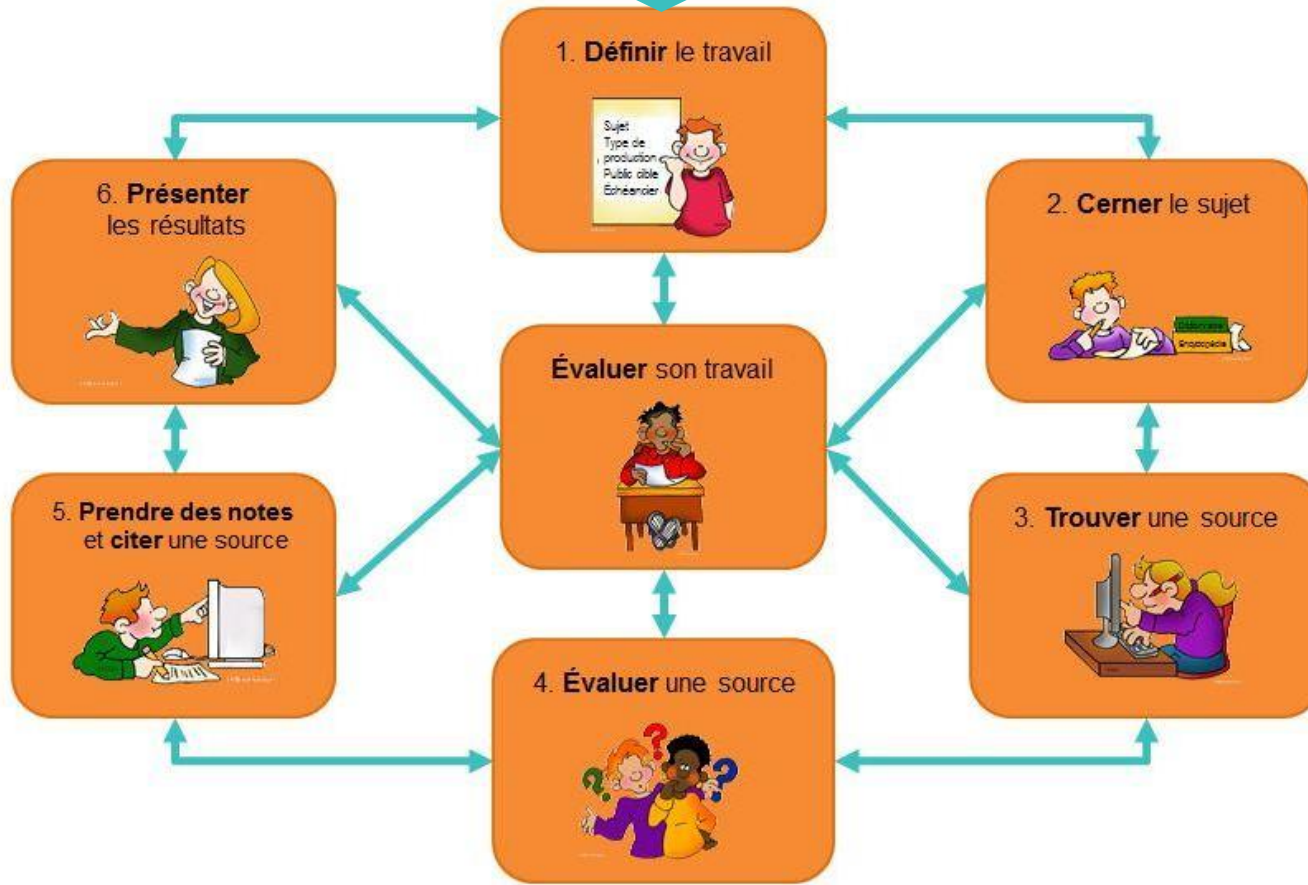 1. Définir le travail
Sujet
Type de
production
Public cible
Échéancier
6. Présenter
les résultats
2. Cerner le sujet
Dictionnaire
Encyclopédie
Évaluer son travail
5. Prendre des notes
et citer une source
3. Trouver une source
4. Évaluer une source